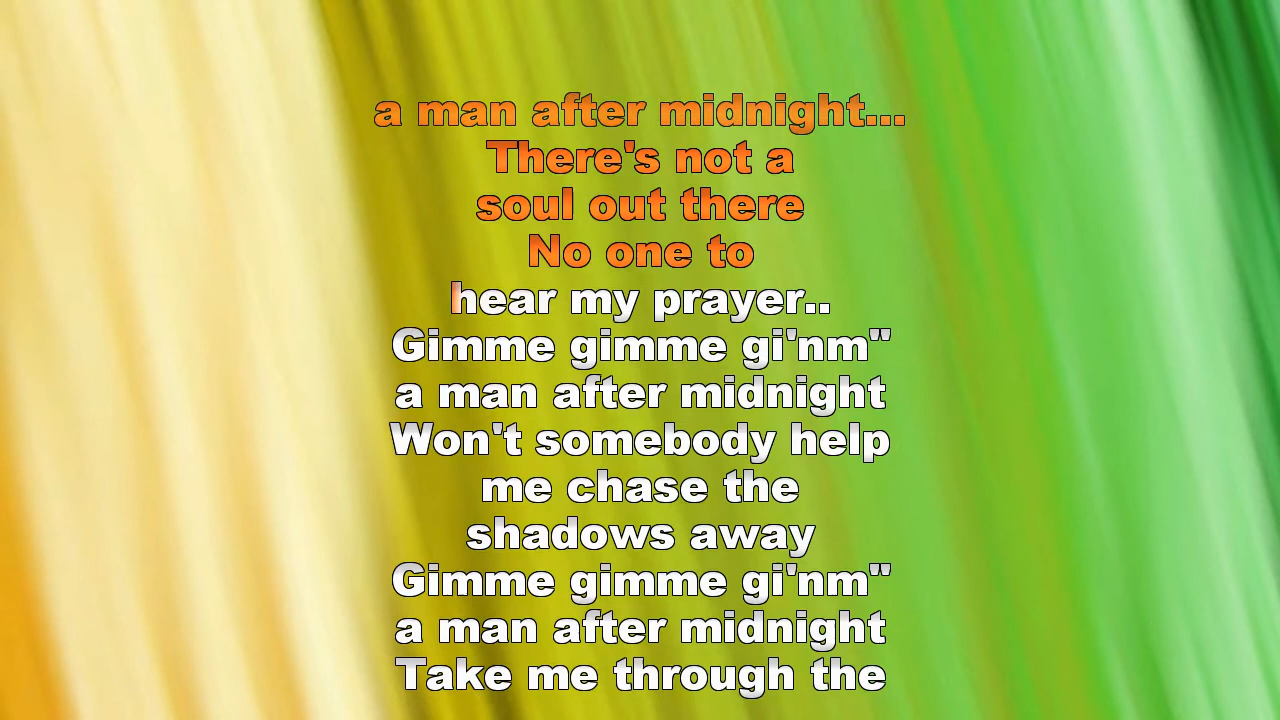 a man after midnight...
There's not a
soul out there
No one to
hear my prayer..
Gimme gimme gi'nm"
a man after midnight
Won't somebody help
me chase the
shadows away
Gimme gimme gi'nm"
a man after midnight
Take me through the